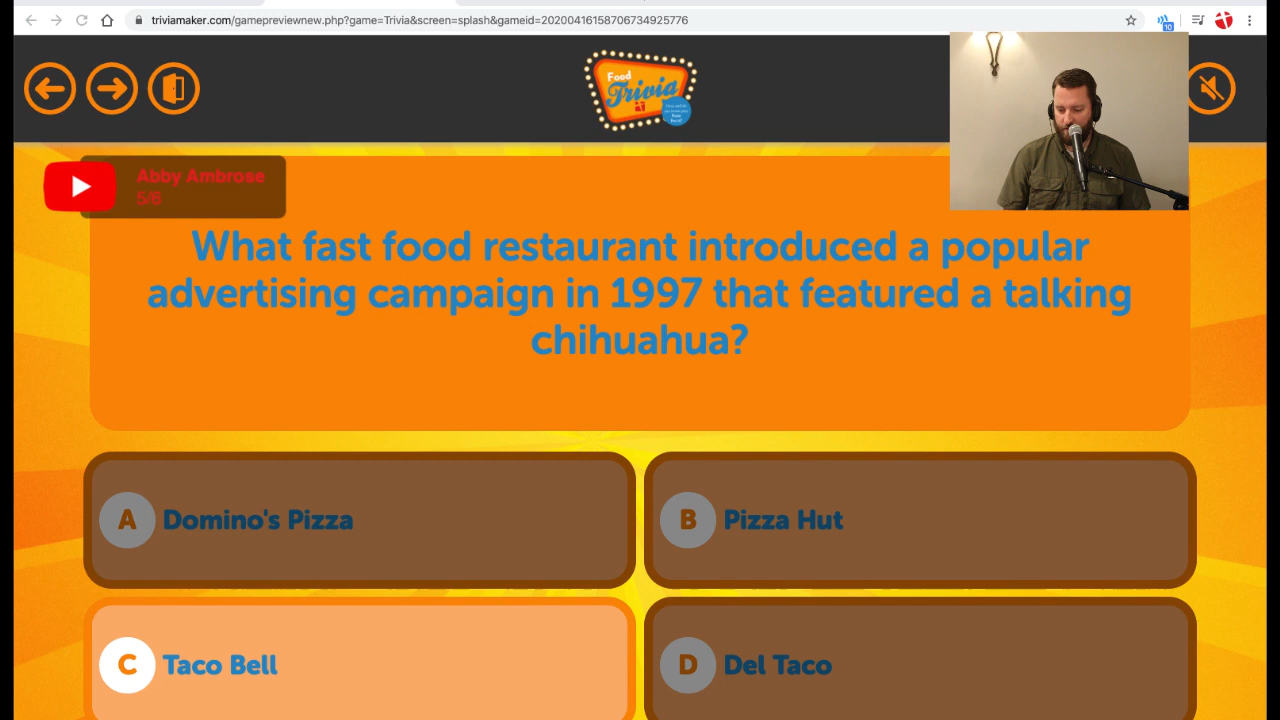 triviamaker.com/gamepreviewnew.php?game=Trivia&screen=splash&gameid=20200416158706734925776
10
Food
Trivia
Abby Ambrose
5/6
What fast food restaurant introduced a popular
advertising campaign in 1997 that featured a talking
chihuahua?
A Domino's Pizza
B Pizza Hut
C Taco Bell
D Del Taco